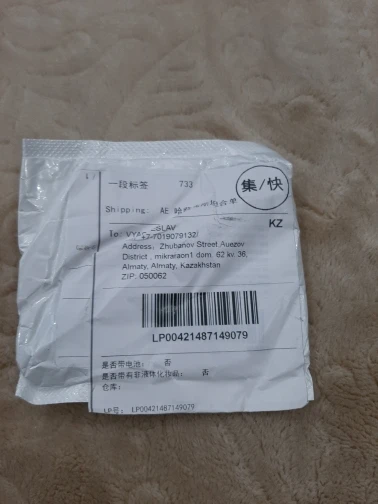 一段标签 733
集/快
Shipping: AE
KZ
To:
Address: Zhubanov Street, Auezov
District, mikraraon1 dom. 62 kv. 36,
Almaty, Almaty, Kazakhstan
ZIP: 050062
LP00421487149079
是否带电池: 否
是否带有非液体化妆品: 否
仓库:
LP号: LP00421487149079